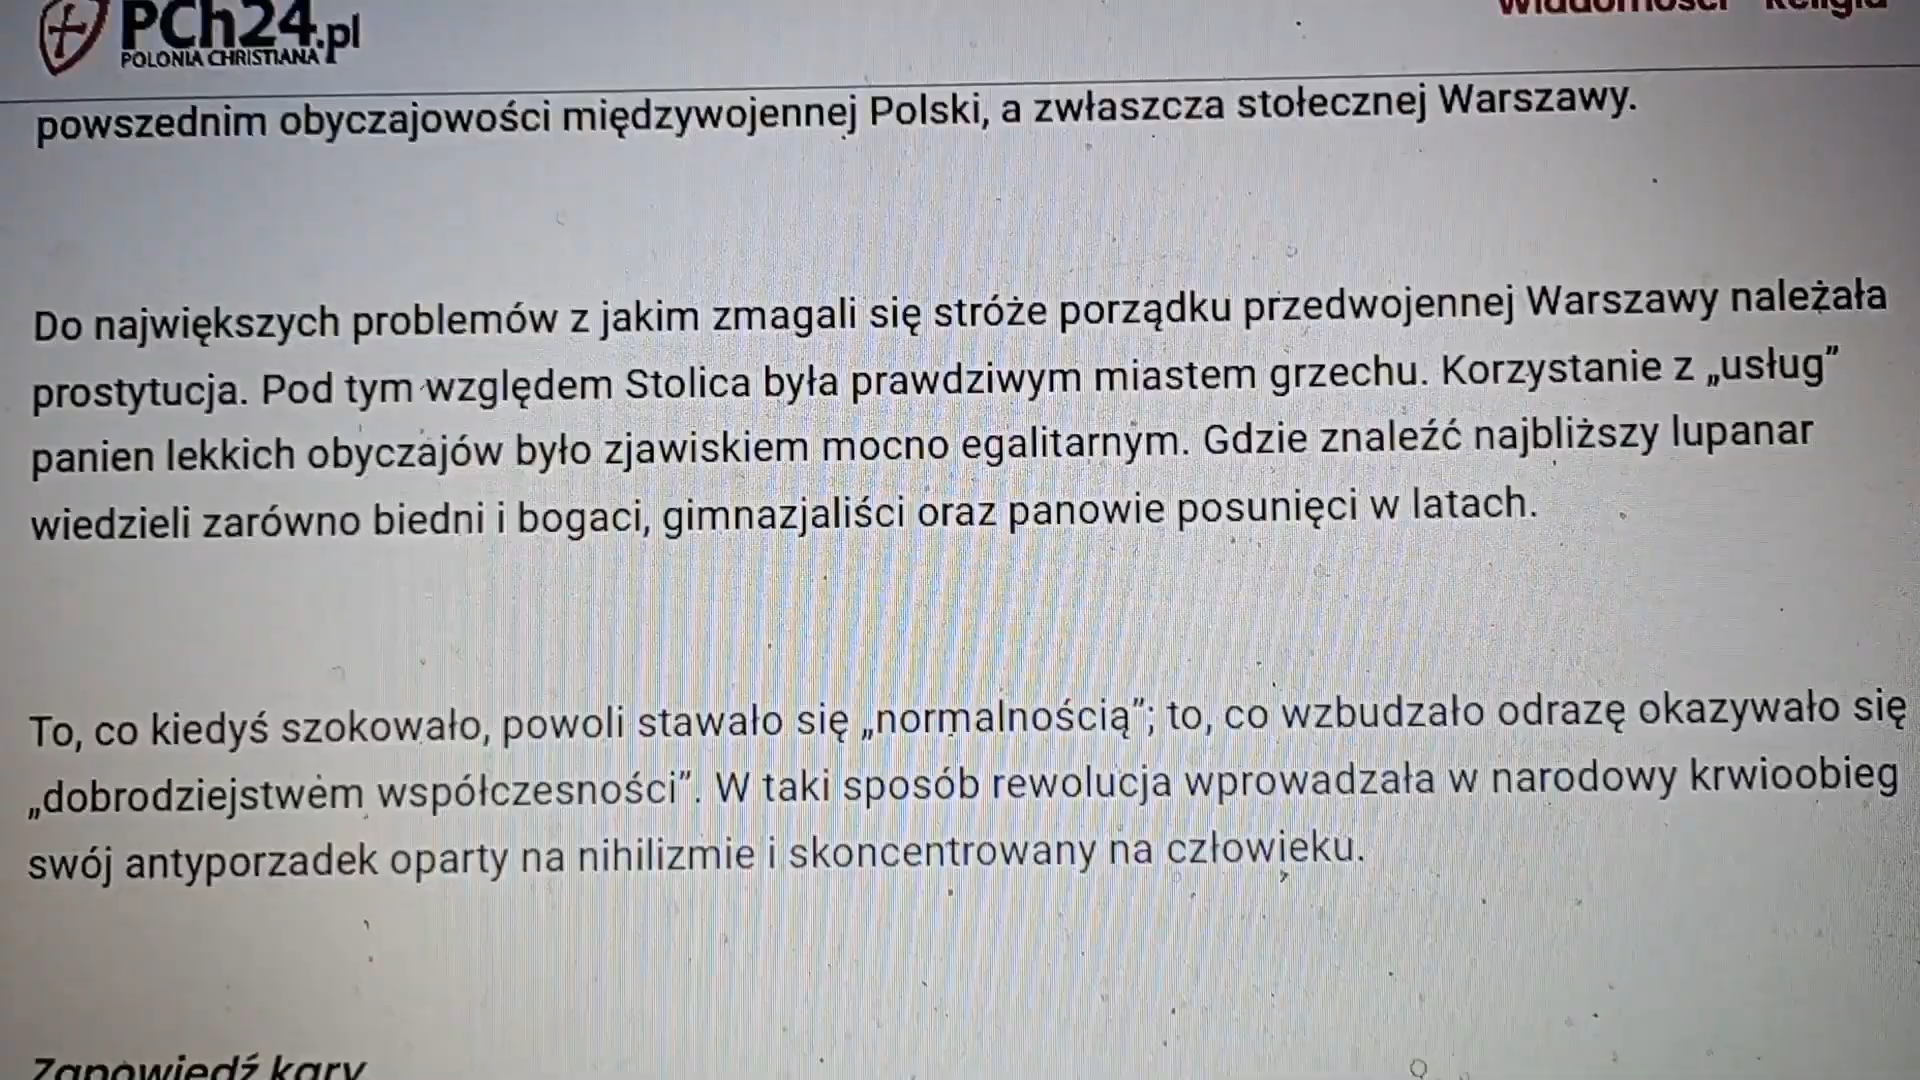 PCh24.pl
POLONIA CHRISTIANA
Wiadomości Religia
powszednim obyczajowości międzywojennej Polski, a zwłaszcza stołecznej Warszawy.
Do największych problemów z jakim zmagali się stróże porządku przedwojennej Warszawy należała
prostytucja. Pod tym względem Stolica była prawdziwym miastem grzechu. Korzystanie z „usług”
panien lekkich obyczajów było zjawiskiem mocno egalitarnym. Gdzie znaleźć najbliższy lupanar
wiedzieli zarówno biedni i bogaci, gimnazjaliści oraz panowie posunięci w latach.
To, co kiedyś szokowało, powoli stawało się „normalnością”; to, co wzbudzało odrazę okazywało się
„dobrodziejstwem współczesności”. W taki sposób rewolucja wprowadzała w narodowy krwioobieg
swój antyporzadek oparty na nihilizmie i skoncentrowany na człowieku.
Zapowiedź kary